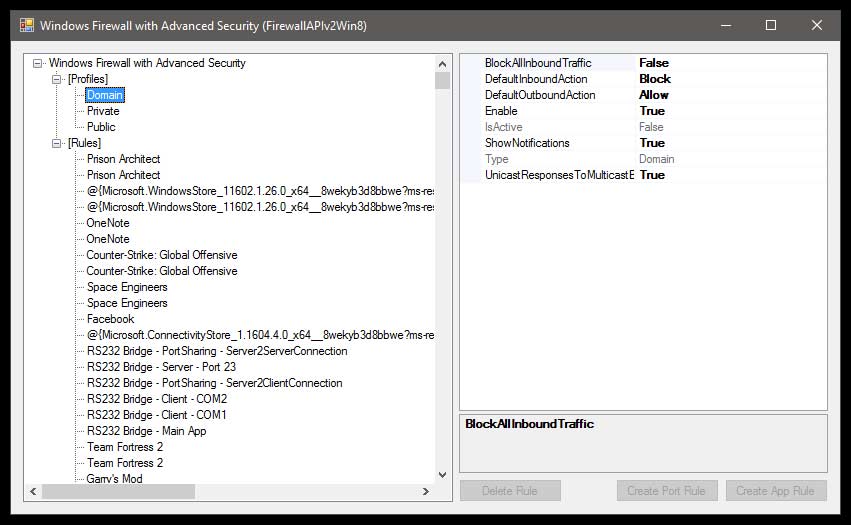 Windows Firewall with Advanced Security (FirewallAPIv2Win8)
Windows Firewall with Advanced Security
[Profiles]
Domain
Private
Public
[Rules]
Prison Architect
Prison Architect
@{Microsoft.WindowsStore_11602.1.26.0_x64__8wekyb3d8bbwe?ms-res
@{Microsoft.WindowsStore_11602.1.26.0_x64__8wekyb3d8bbwe?ms-res
OneNote
OneNote
Counter-Strike: Global Offensive
Counter-Strike: Global Offensive
Space Engineers
Space Engineers
Facebook
@{Microsoft.ConnectivityStore_1.1604.4.0_x64__8wekyb3d8bbwe?ms-res
RS232 Bridge - PortSharing - Server2ServerConnection
RS232 Bridge - Server - Port 23
RS232 Bridge - PortSharing - Server2ClientConnection
RS232 Bridge - Client - COM2
RS232 Bridge - Client - COM1
RS232 Bridge - Main App
Team Fortress 2
Team Fortress 2
Garry's Mod
BlockAllInboundTraffic False
DefaultInboundAction Block
DefaultOutboundAction Allow
Enable True
IsActive False
ShowNotifications True
Type Domain
UnicastResponsesToMulticastB True
BlockAllInboundTraffic
Delete Rule
Create Port Rule
Create App Rule